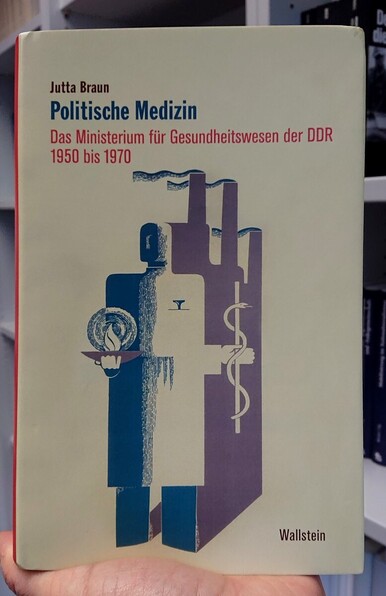 Jutta Braun
Politische Medizin
Das Ministerium für Gesundheitswesen der DDR
1950 bis 1970
Wallstein